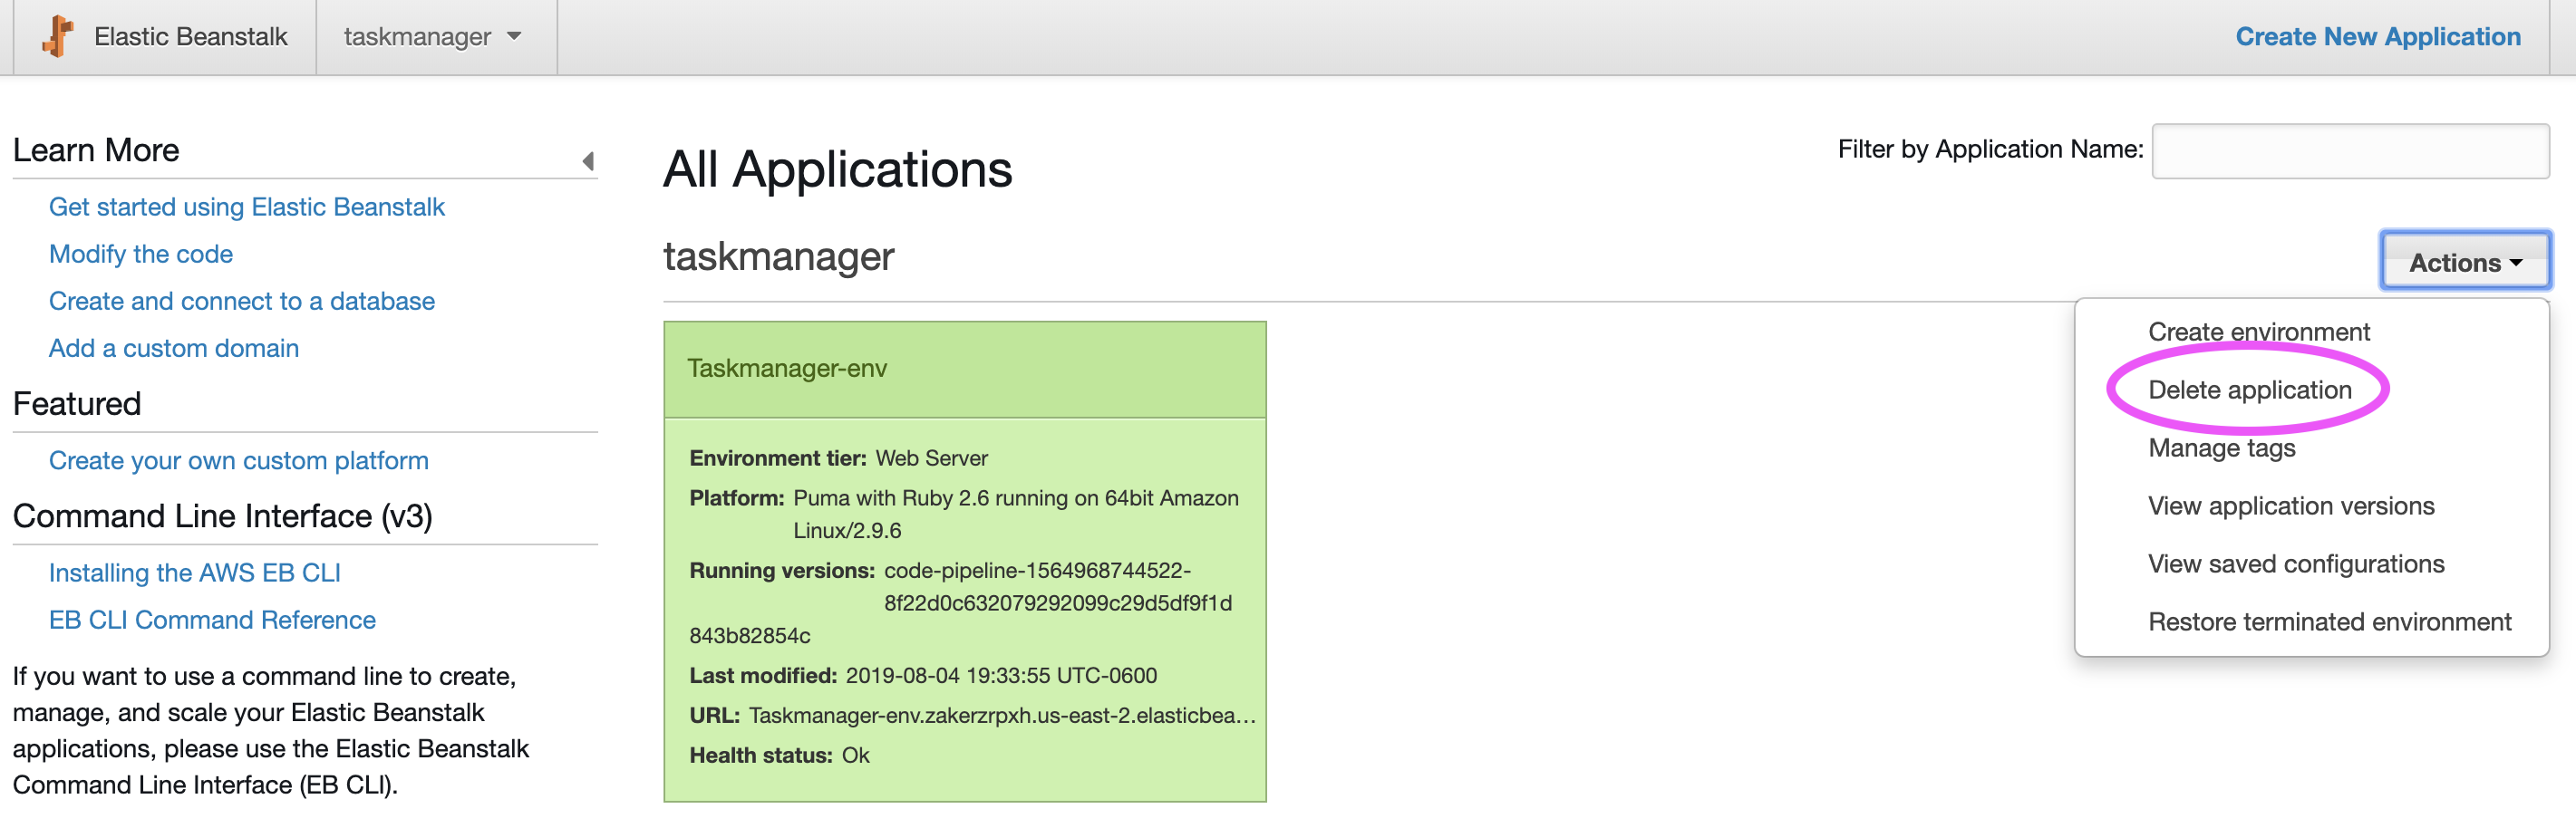 Elastic Beanstalk
taskmanager
Create New Application
Learn More
Get started using Elastic Beanstalk
Modify the code
Create and connect to a database
Add a custom domain
Featured
Create your own custom platform
Command Line Interface (v3)
Installing the AWS EB CLI
EB CLI Command Reference
If you want to use a command line to create,
manage, and scale your Elastic Beanstalk
applications, please use the Elastic Beanstalk
Command Line Interface (EB CLI).
All Applications
Filter by Application Name:
taskmanager
Actions
Create environment
Delete application
Manage tags
View application versions
View saved configurations
Restore terminated environment
Taskmanager-env
Environment tier: Web Server
Platform: Puma with Ruby 2.6 running on 64bit Amazon
Linux/2.9.6
Running versions: code-pipeline-1564968744522-
8f22d0c632079292099c29d5df9f1d
843b82854c
Last modified: 2019-08-04 19:33:55 UTC-0600
URL: Taskmanager-env.zakerzrpxh.us-east-2.elasticbea…
Health status: Ok